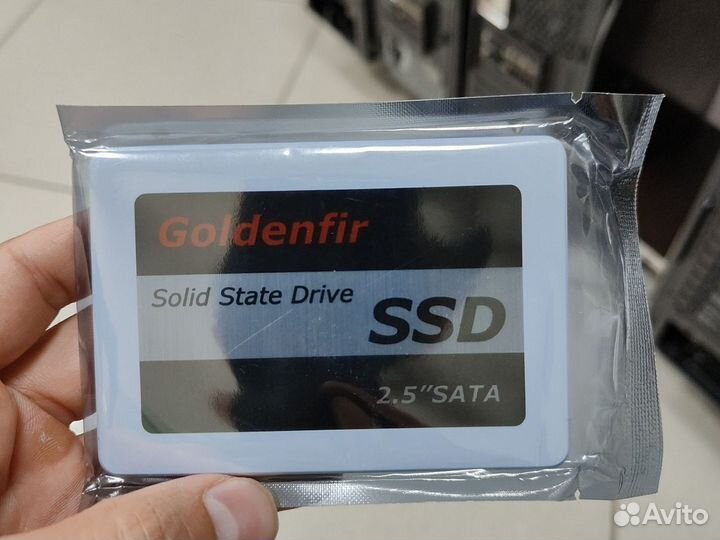 Goldenfir
Solid State Drive
SSD
2.5"SATA
Avito